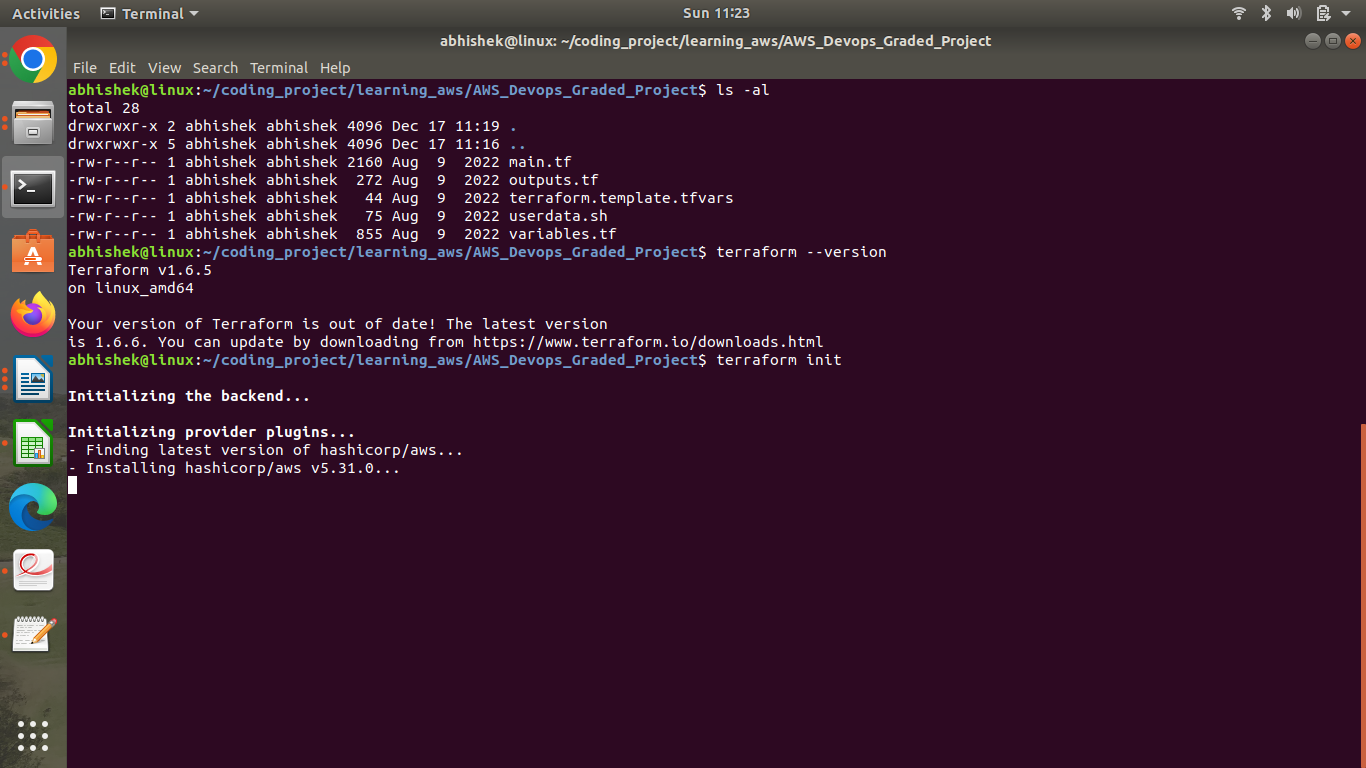 Activities Terminal Sun 11:23
abhishek@linux: ~/coding_project/learning_aws/AWS_Devops_Graded_Project
File Edit View Search Terminal Help
abhishek@linux:~/coding_project/learning_aws/AWS_Devops_Graded_Project$ ls -al
total 28
drwxrwxr-x 2 abhishek abhishek 4096 Dec 17 11:19 .
drwxrwxr-x 5 abhishek abhishek 4096 Dec 17 11:16 ..
-rw-r--r-- 1 abhishek abhishek 2160 Aug  9  2022 main.tf
-rw-r--r-- 1 abhishek abhishek  272 Aug  9  2022 outputs.tf
-rw-r--r-- 1 abhishek abhishek   44 Aug  9  2022 terraform.template.tfvars
-rw-r--r-- 1 abhishek abhishek   75 Aug  9  2022 userdata.sh
-rw-r--r-- 1 abhishek abhishek  855 Aug  9  2022 variables.tf
abhishek@linux:~/coding_project/learning_aws/AWS_Devops_Graded_Project$ terraform --version
Terraform v1.6.5
on linux_amd64
Your version of Terraform is out of date! The latest version
is 1.6.6. You can update by downloading from https://www.terraform.io/downloads.html
abhishek@linux:~/coding_project/learning_aws/AWS_Devops_Graded_Project$ terraform init
Initializing the backend...
Initializing provider plugins...
- Finding latest version of hashicorp/aws...
- Installing hashicorp/aws v5.31.0...